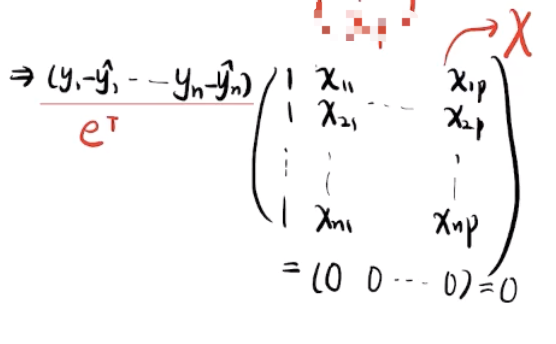 X
⇒ (y₁-ŷ₁ --- yₙ-ŷₙ) ( 1 x₁₁ x₁ₚ
eᵀ 1 x₂₁ --- x₂ₚ
⋮ ⋮ ⋮
1 xₙ₁ xₙₚ )
= (0 0 --- 0) = 0